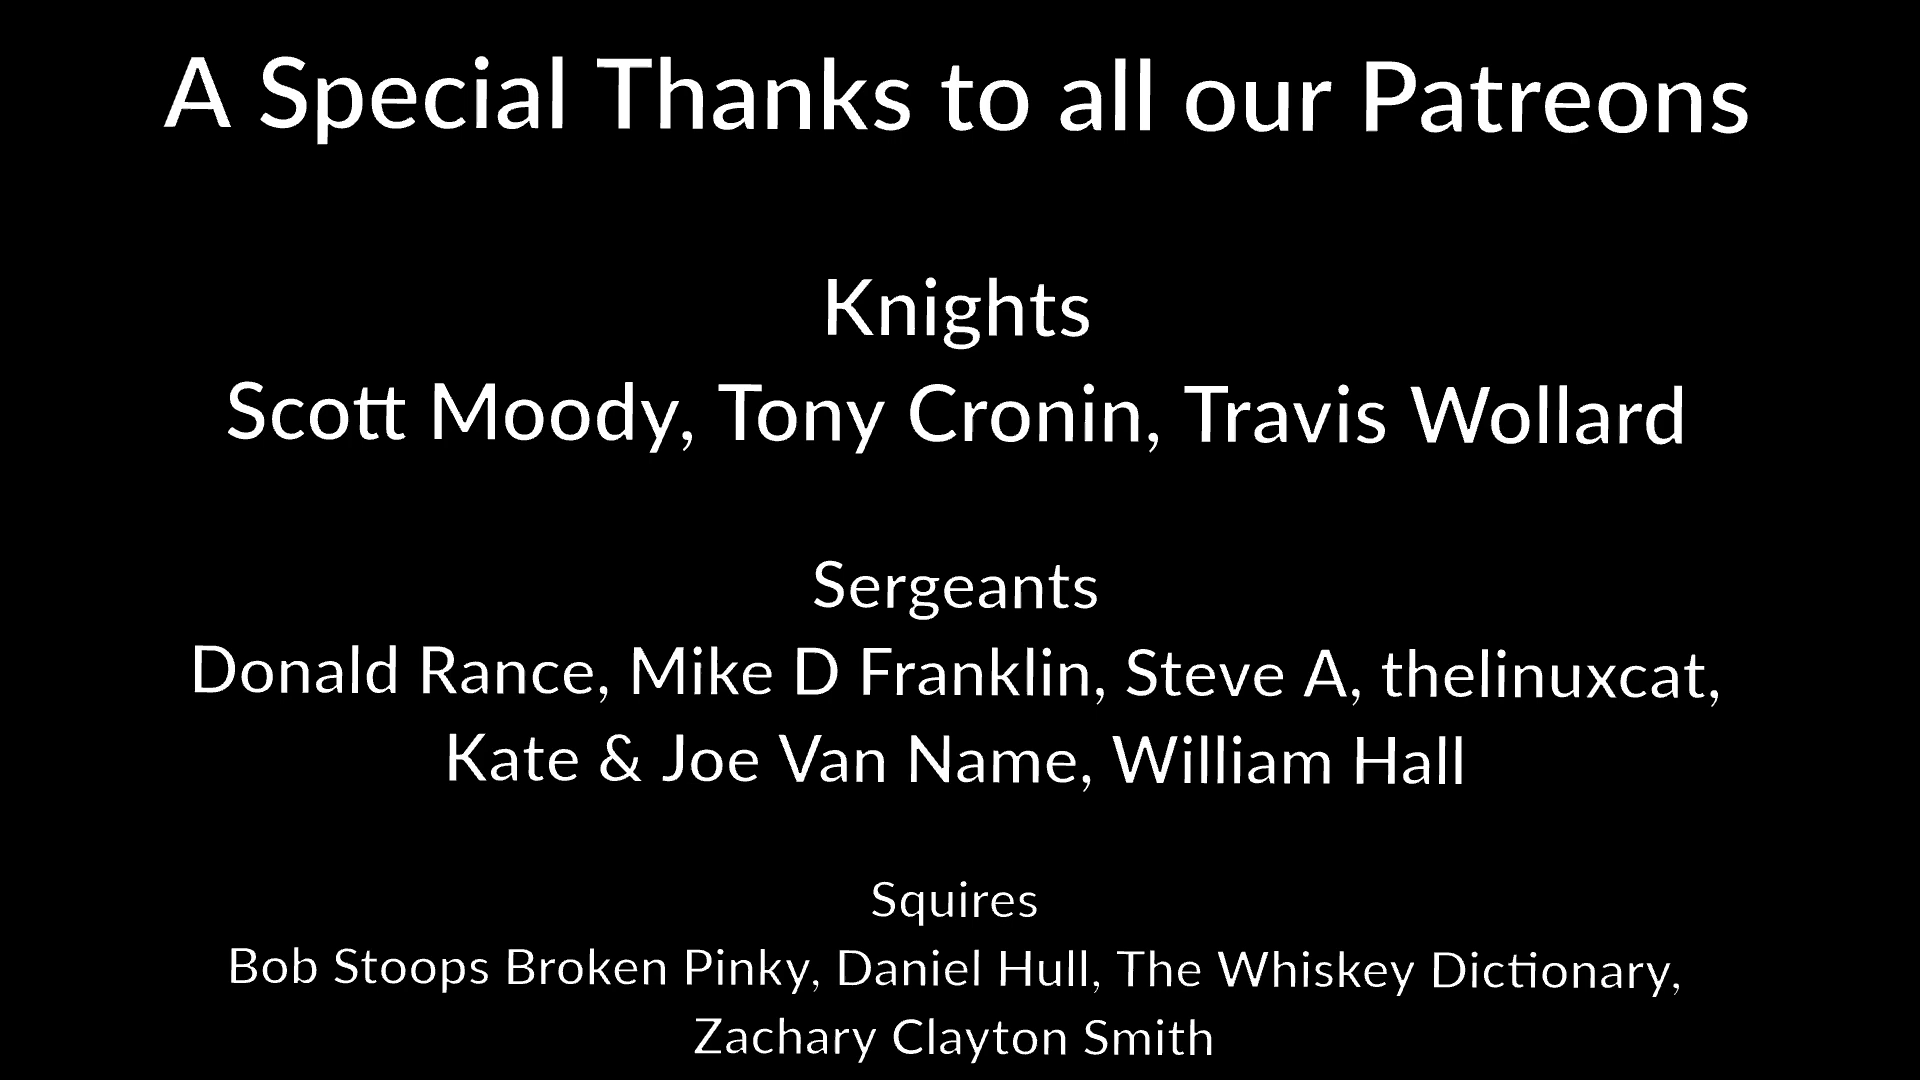 A Special Thanks to all our Patreons
Knights
Scott Moody, Tony Cronin, Travis Wollard
Sergeants
Donald Rance, Mike D Franklin, Steve A, thelinuxcat,
Kate & Joe Van Name, William Hall
Squires
Bob Stoops Broken Pinky, Daniel Hull, The Whiskey Dictionary,
Zachary Clayton Smith